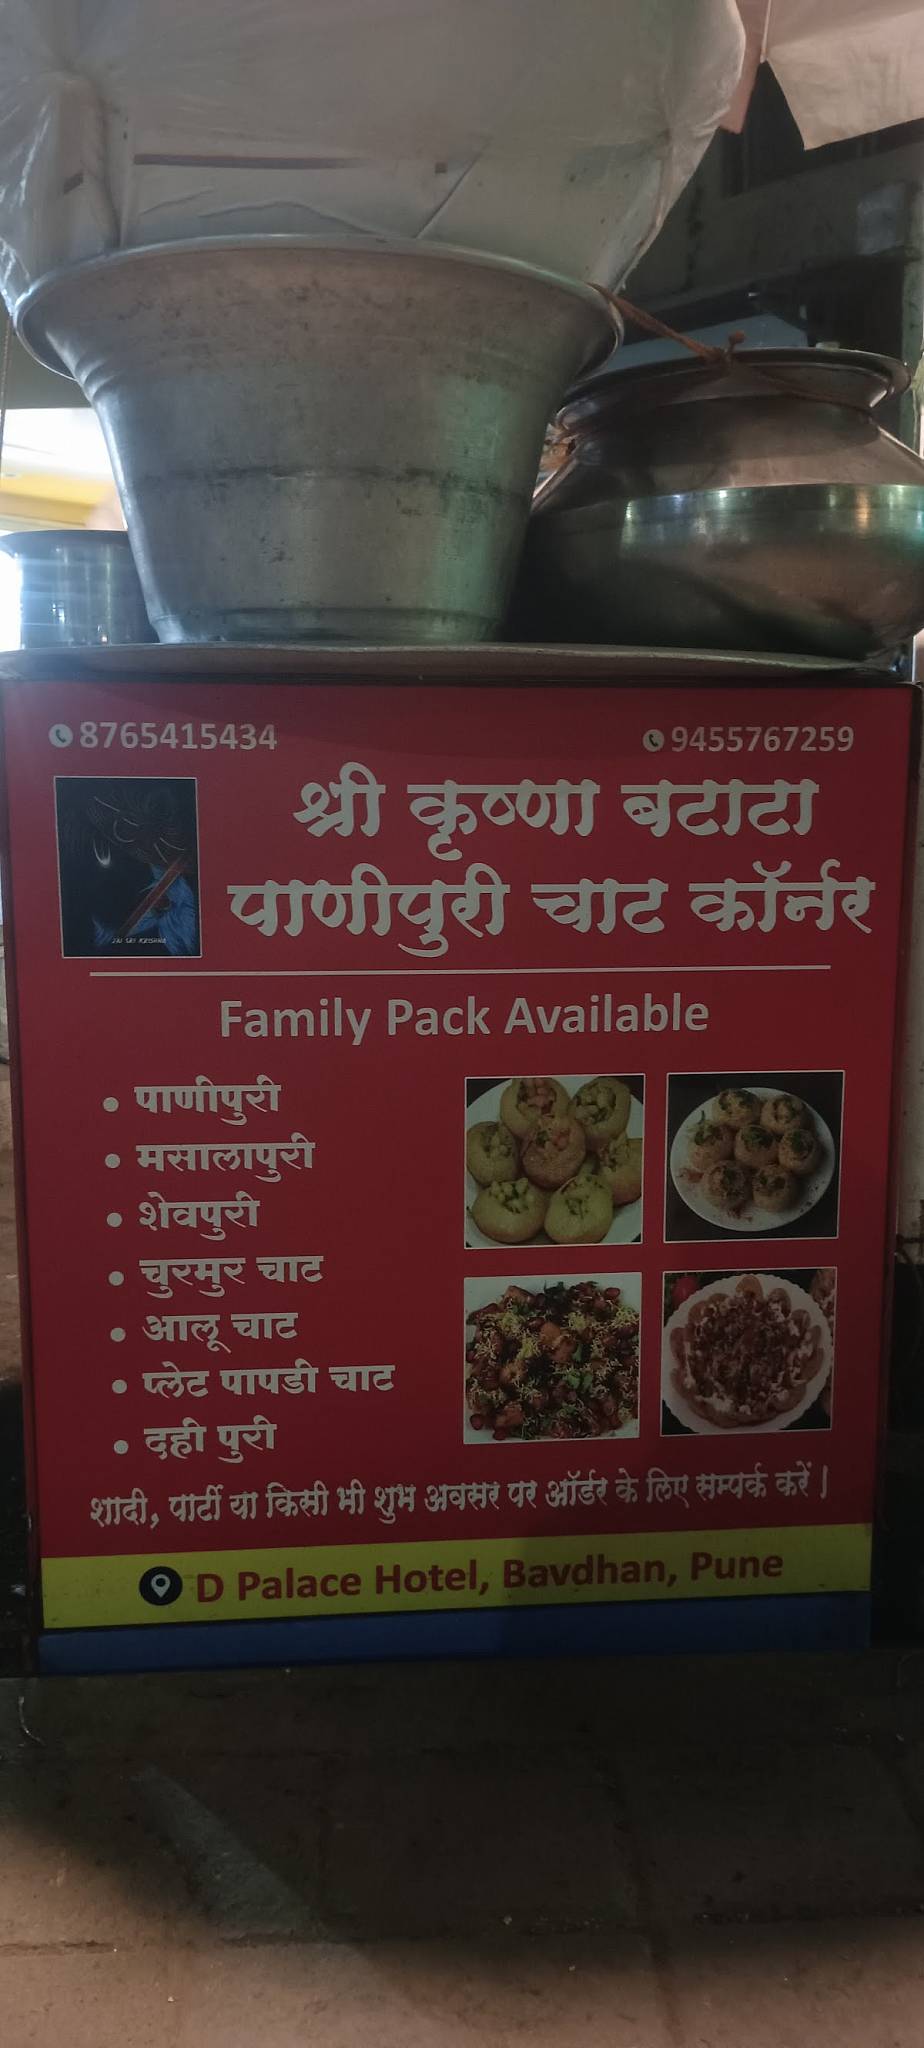 8765415434 9455767259
श्री कृष्णा बटाटा
पाणीपुरी चाट कॉर्नर
JAI SRI KRISHNA
Family Pack Available
• पाणीपुरी
• मसालापुरी
• शेवपुरी
• चुरमुर चाट
• आलू चाट
• प्लेट पापडी चाट
• दही पुरी
शादी, पार्टी या किसी भी शुभ अवसर पर ऑर्डर के लिए सम्पर्क करें |
D Palace Hotel, Bavdhan, Pune